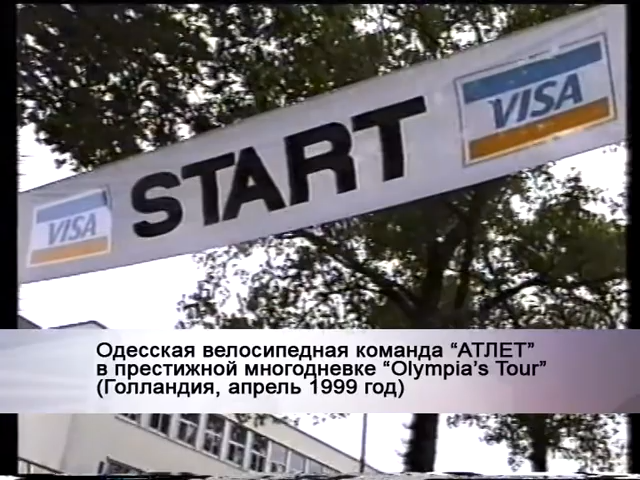 VISA START VISA
Одесская велосипедная команда “АТЛЕТ”
в престижной многодневке “Olympia’s Tour”
(Голландия, апрель 1999 год)